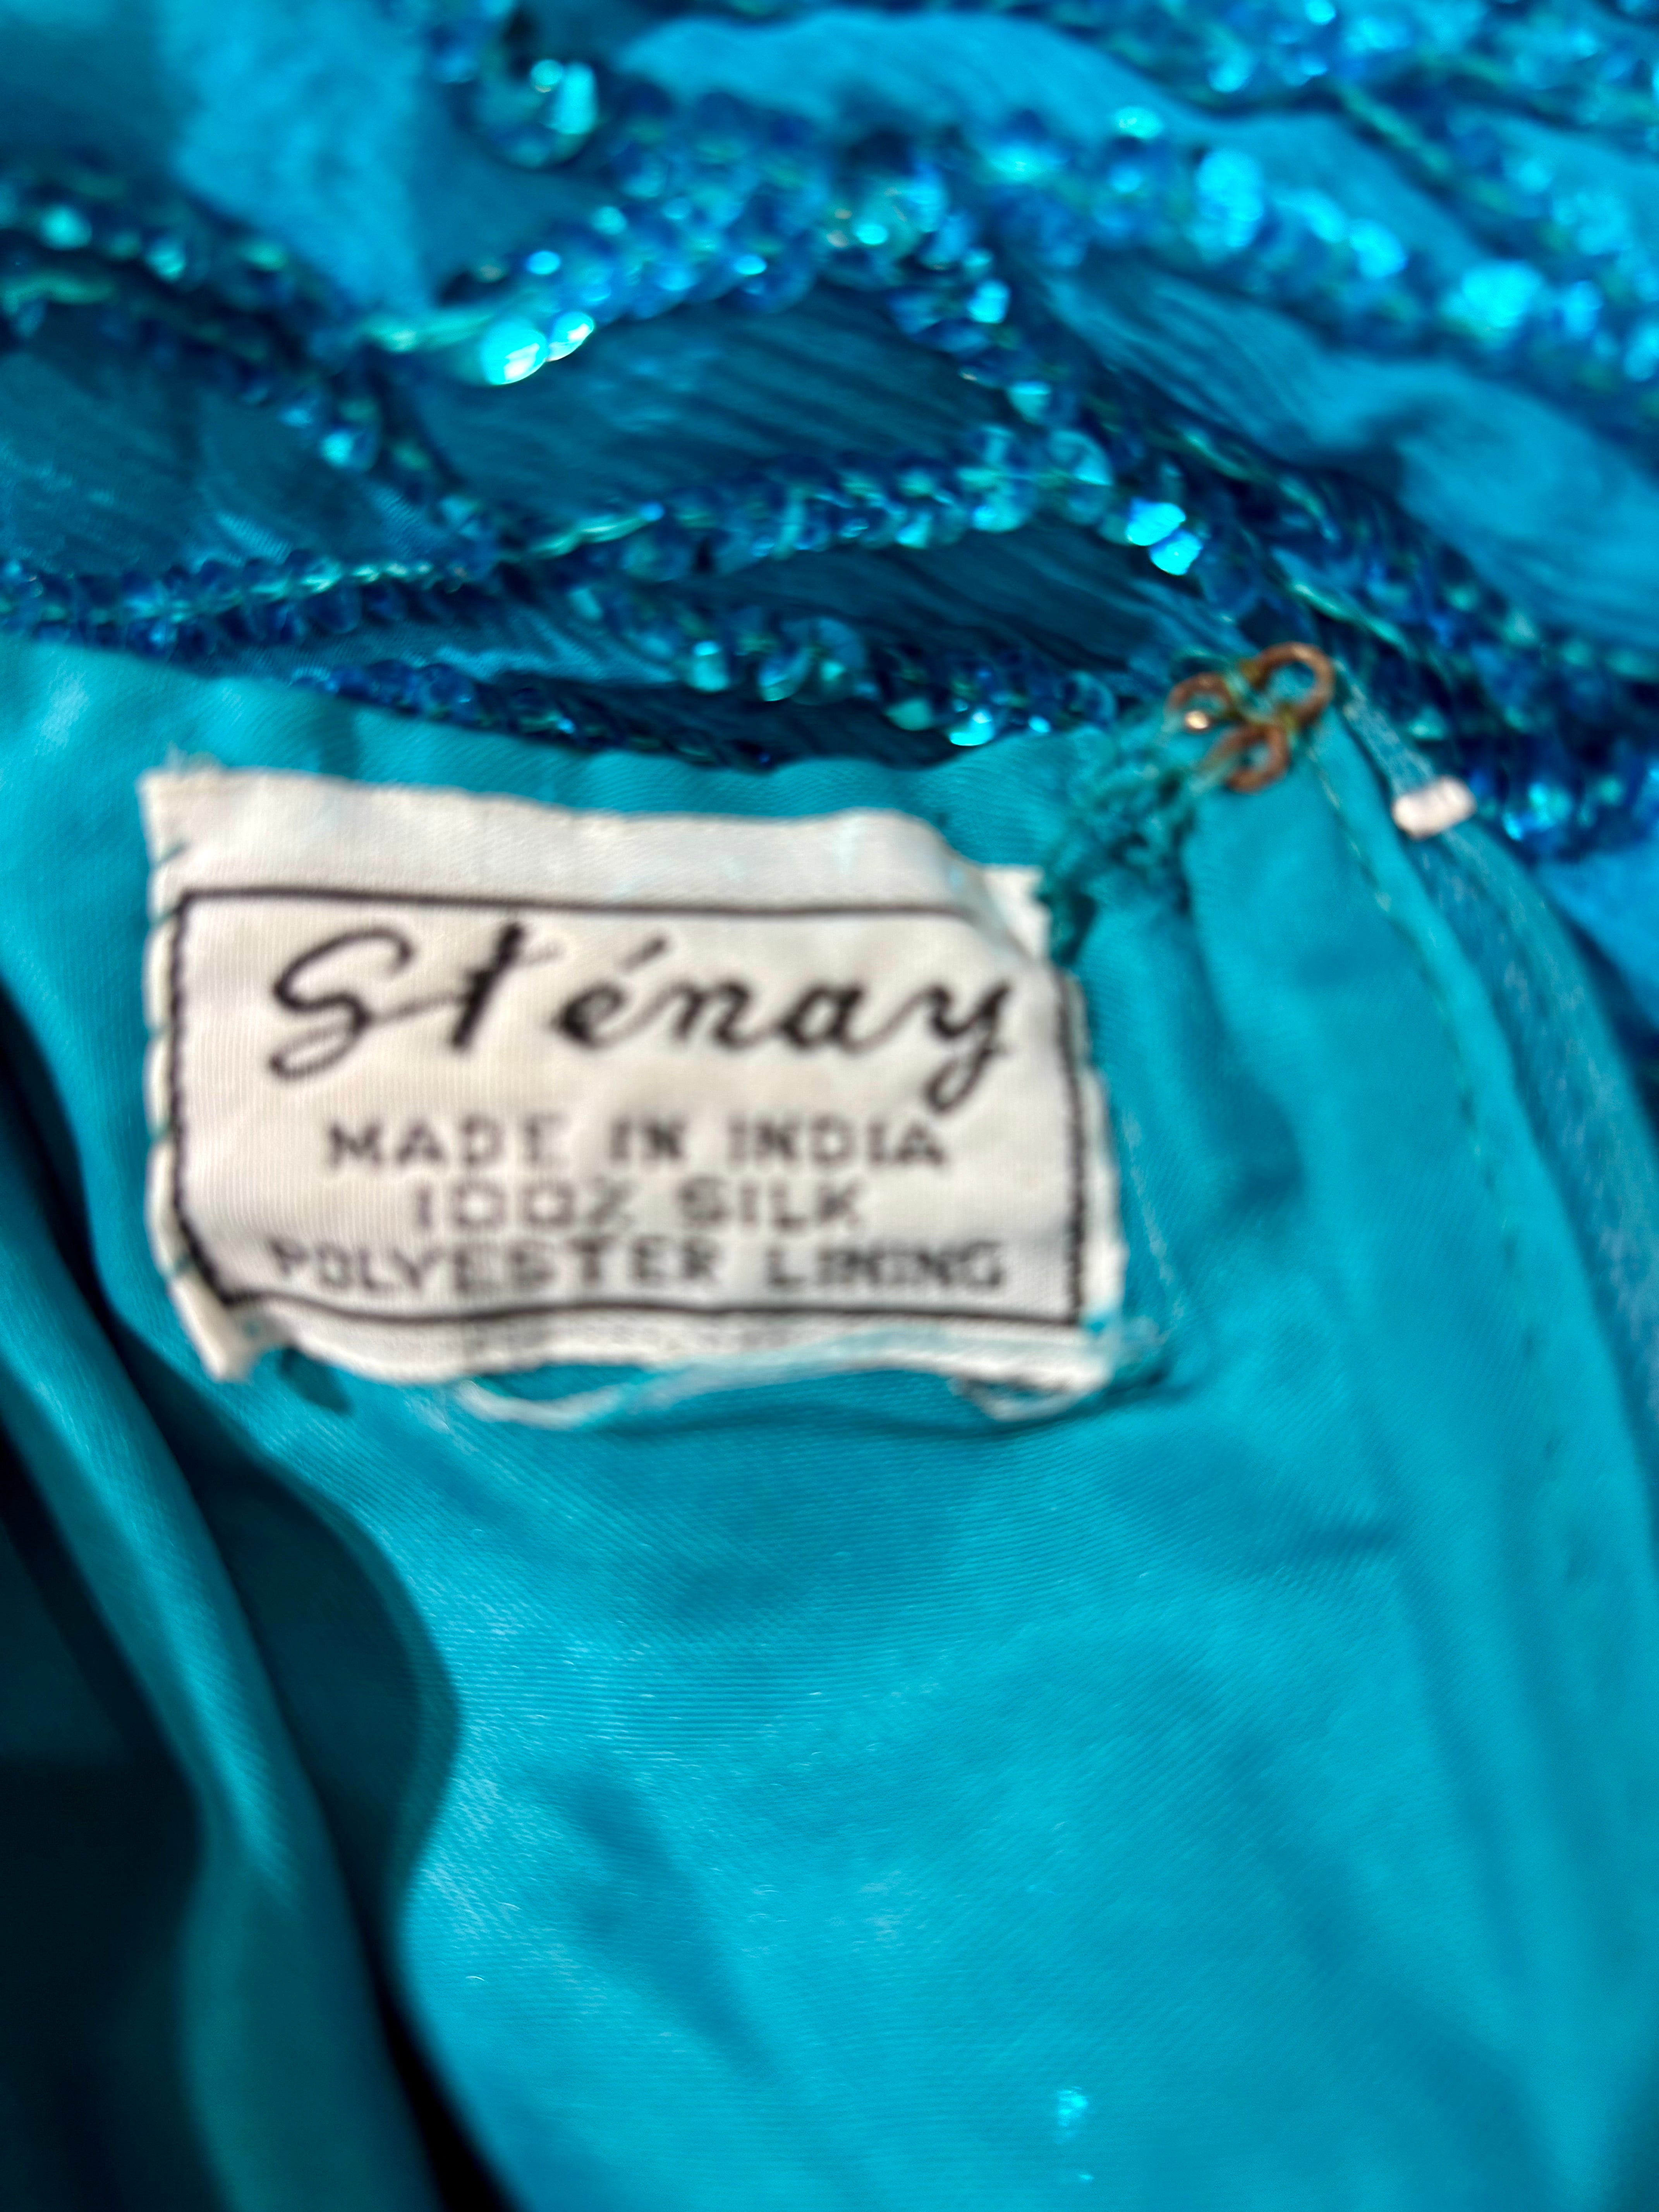 Sténay
MADE IN INDIA
100% SILK
POLYESTER LINING